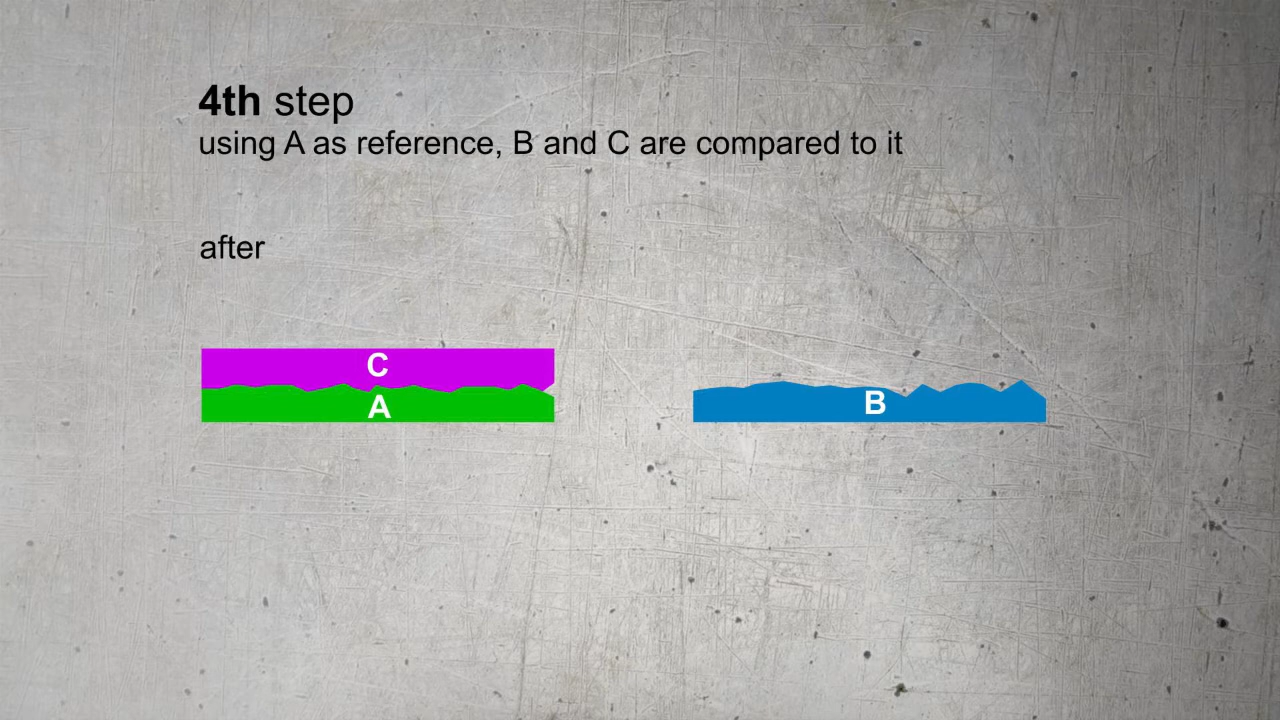 4th step
using A as reference, B and C are compared to it
after
C
A
B